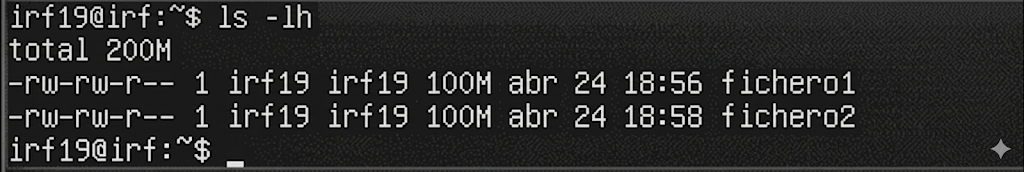 irf19@irf:~$ ls -lh
total 200M
-rw-rw-r-- 1 irf19 irf19 100M abr 24 18:56 fichero1
-rw-rw-r-- 1 irf19 irf19 100M abr 24 18:58 fichero2
irf19@irf:~$ _